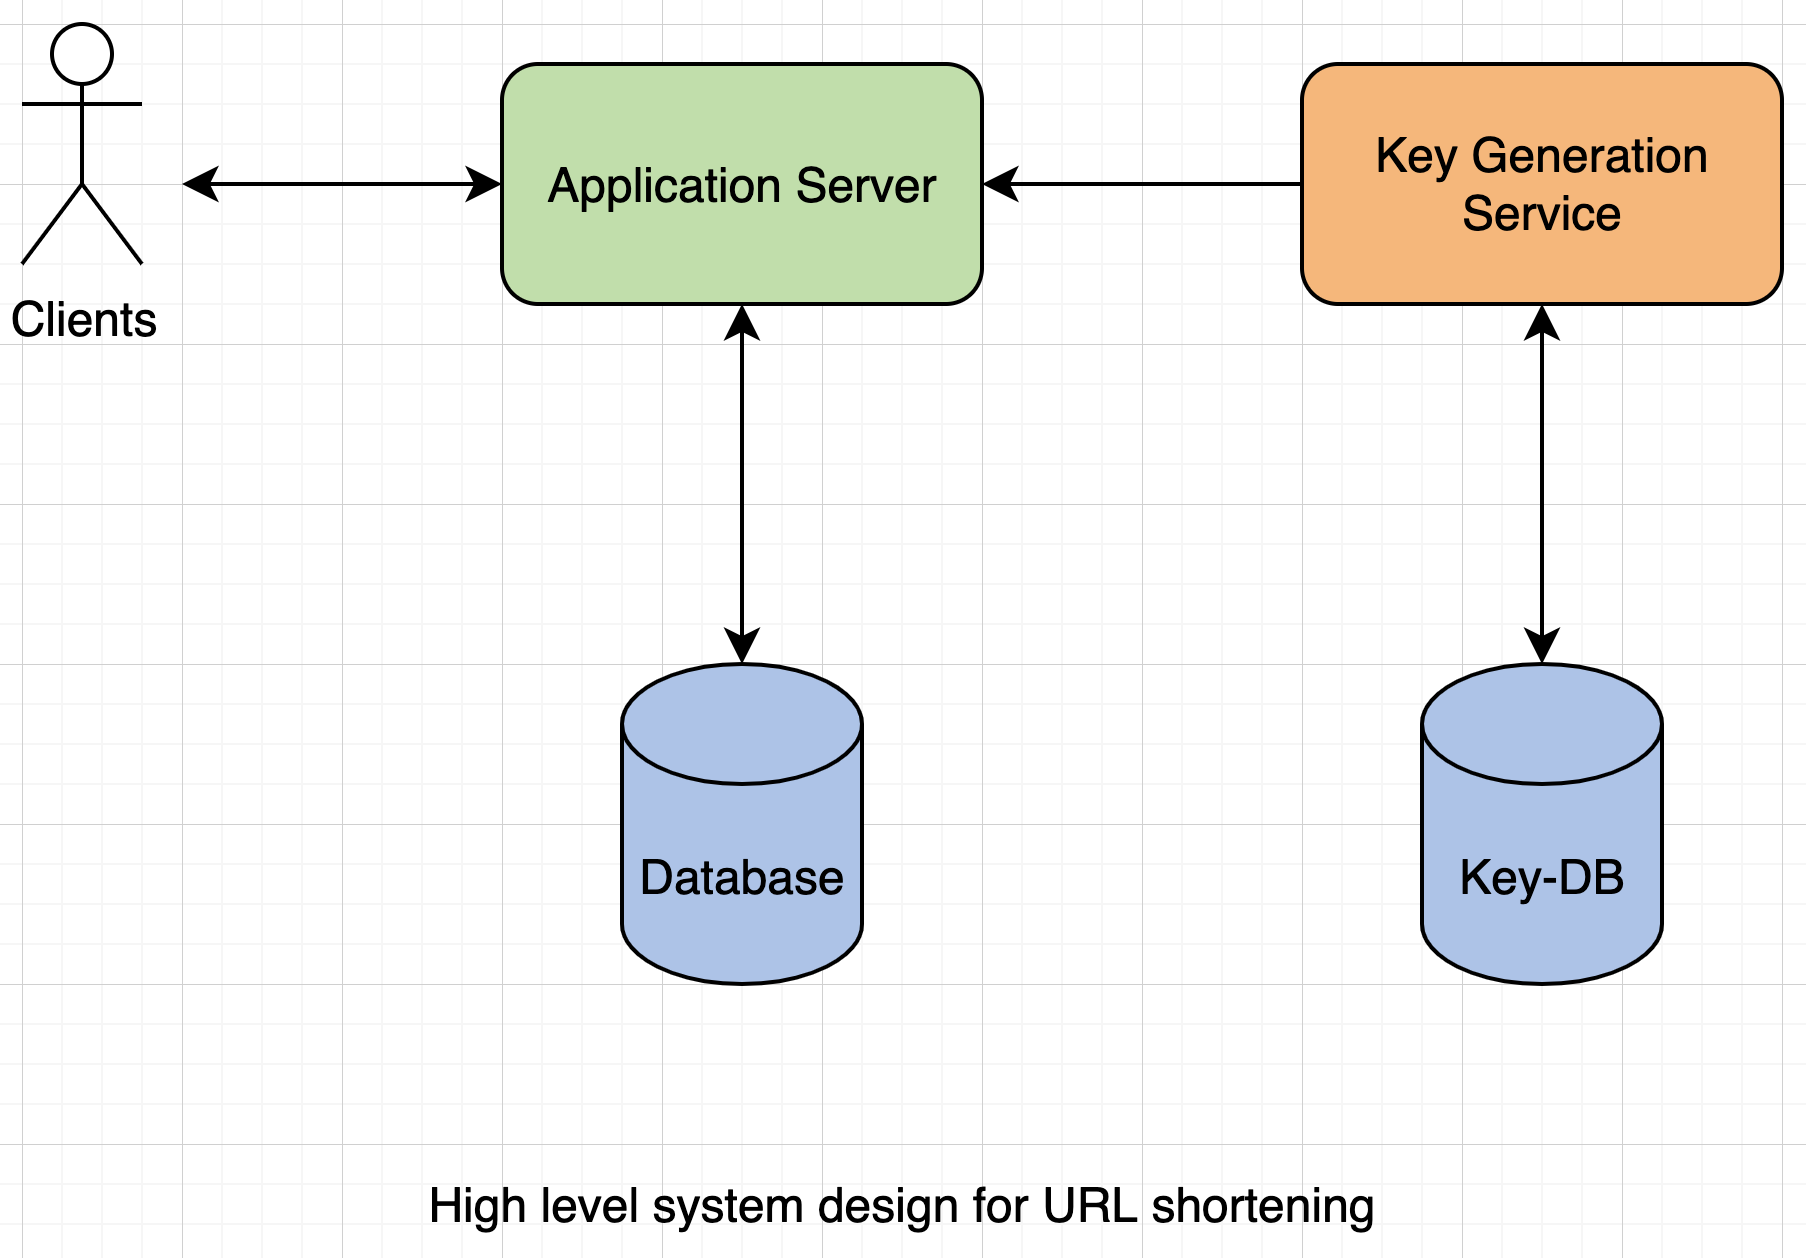 Application Server
Key Generation
Service
Clients
Database
Key-DB
High level system design for URL shortening